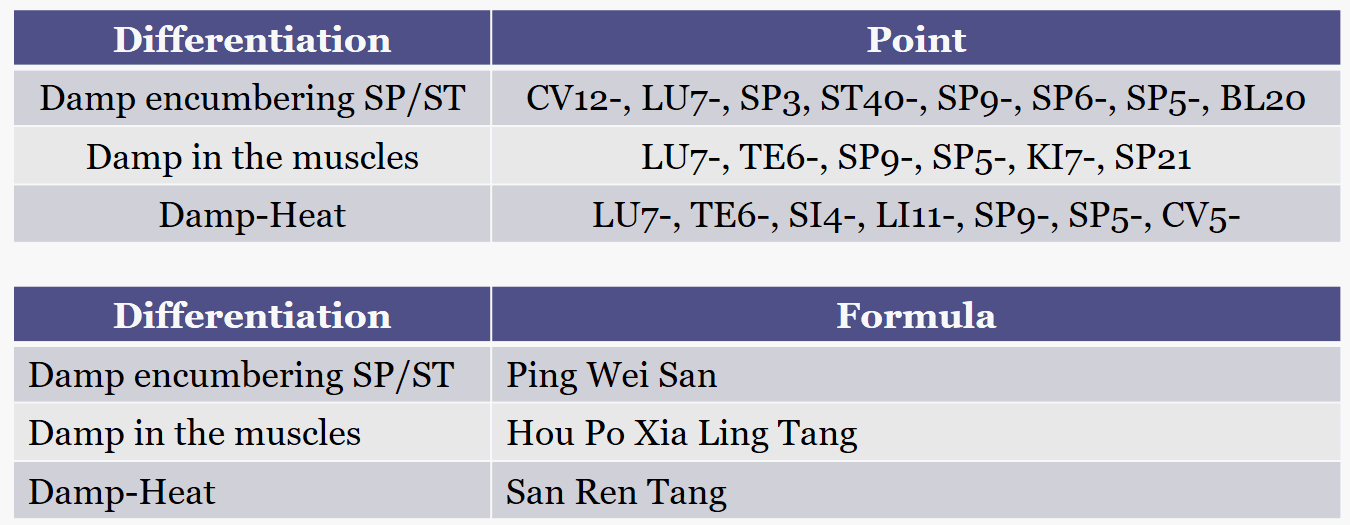 Differentiation Point
Damp encumbering SP/ST CV12-, LU7-, SP3, ST40-, SP9-, SP6-, SP5-, BL20
Damp in the muscles LU7-, TE6-, SP9-, SP5-, KI7-, SP21
Damp-Heat LU7-, TE6-, SI4-, LI11-, SP9-, SP5-, CV5-
Differentiation Formula
Damp encumbering SP/ST Ping Wei San
Damp in the muscles Hou Po Xia Ling Tang
Damp-Heat San Ren Tang